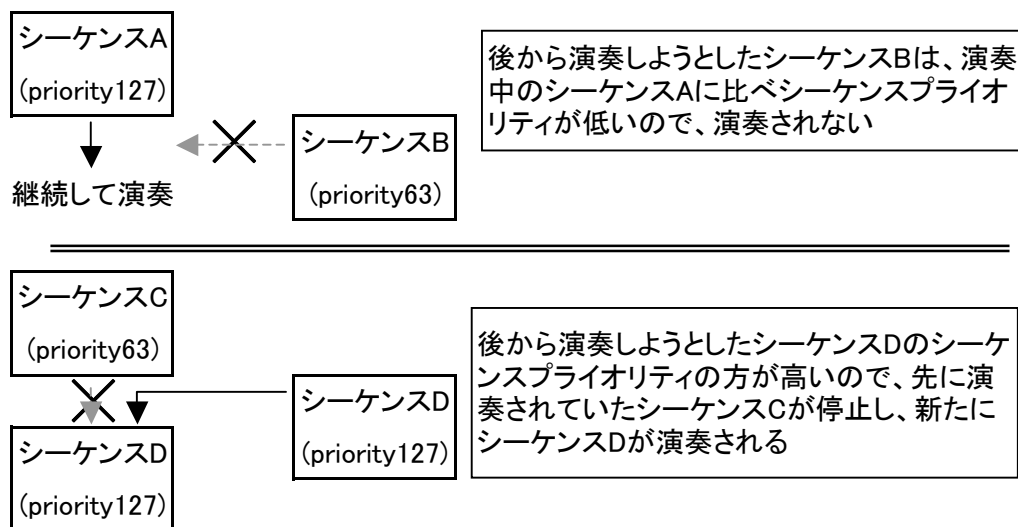 シーケンスA
(priority127)
後から演奏しようとしたシーケンスBは、演奏
中のシーケンスAに比べシーケンスプライオ
リティが低いので、演奏されない
シーケンスB
(priority63)
継続して演奏
シーケンスC
(priority63)
後から演奏しようとしたシーケンスDのシーケ
ンスプライオリティの方が高いので、先に演
奏されていたシーケンスCが停止し、新たに
シーケンスDが演奏される
シーケンスD
(priority127)
シーケンスD
(priority127)